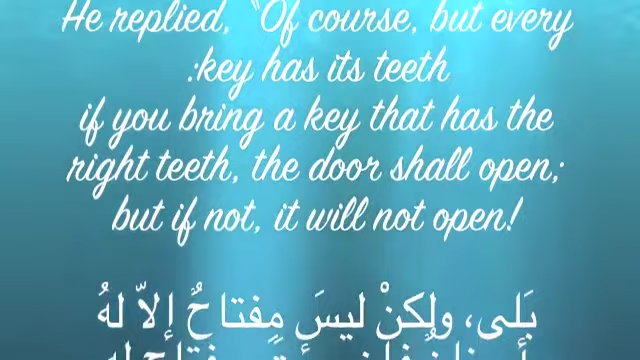 He replied, “Of course, but every
:key has its teeth
if you bring a key that has the
right teeth, the door shall open;
but if not, it will not open!
بَلى، ولكنْ ليسَ مِفتاحٌ إلاّ لهُ